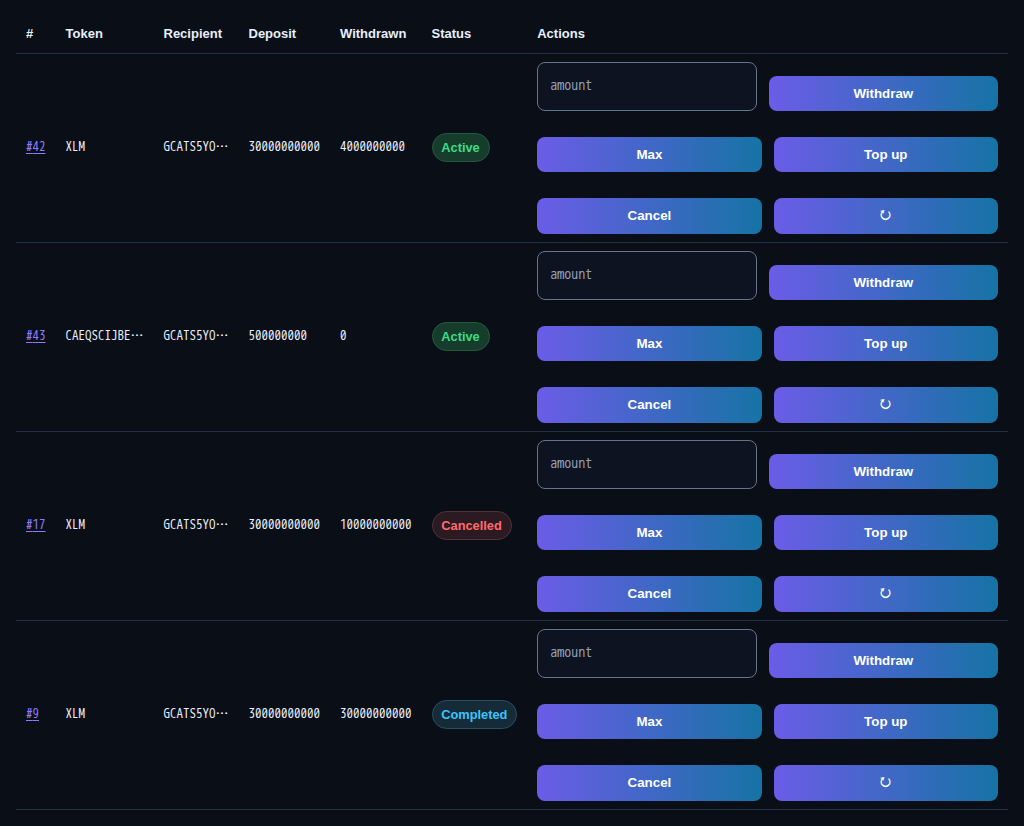 # Token Recipient Deposit Withdrawn Status Actions
amount Withdraw
#42 XLM GCATS5YO… 30000000000 4000000000 Active Max Top up
Cancel ↻
amount Withdraw
#43 CAEQSCIJBE… GCATS5YO… 500000000 0 Active Max Top up
Cancel ↻
amount Withdraw
#17 XLM GCATS5YO… 30000000000 10000000000 Cancelled Max Top up
Cancel ↻
amount Withdraw
#9 XLM GCATS5YO… 30000000000 30000000000 Completed Max Top up
Cancel ↻